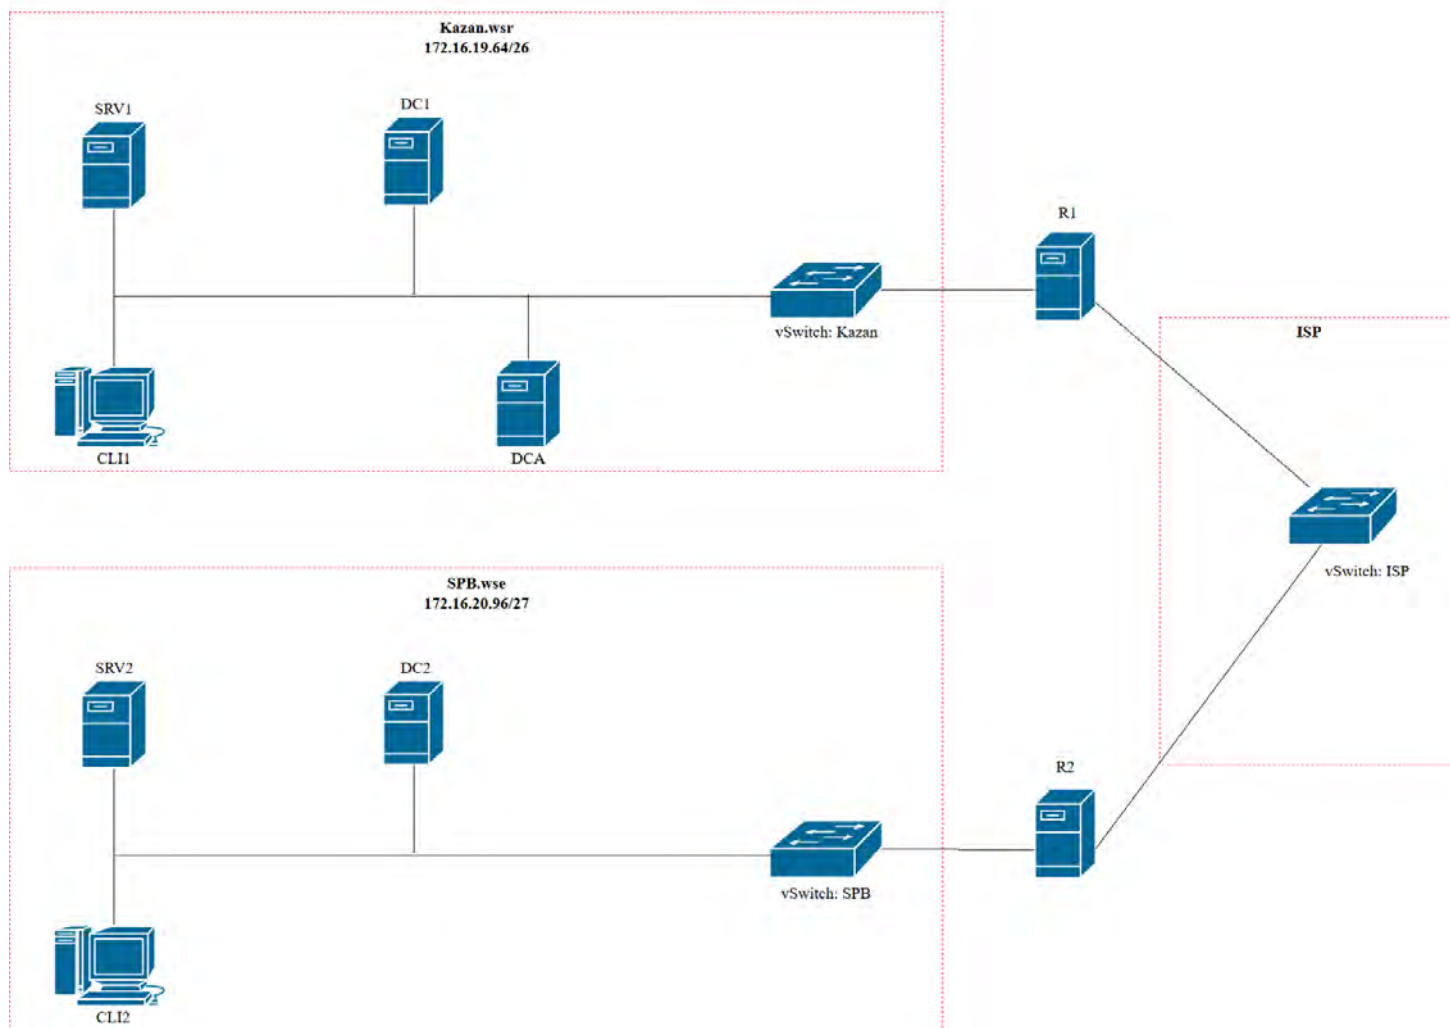 Kazan.wsr
172.16.19.64/26
SRV1
DC1
R1
vSwitch: Kazan
ISP
CLI1
DCA
vSwitch: ISP
SPB.wse
172.16.20.96/27
SRV2
DC2
R2
vSwitch: SPB
CLI2